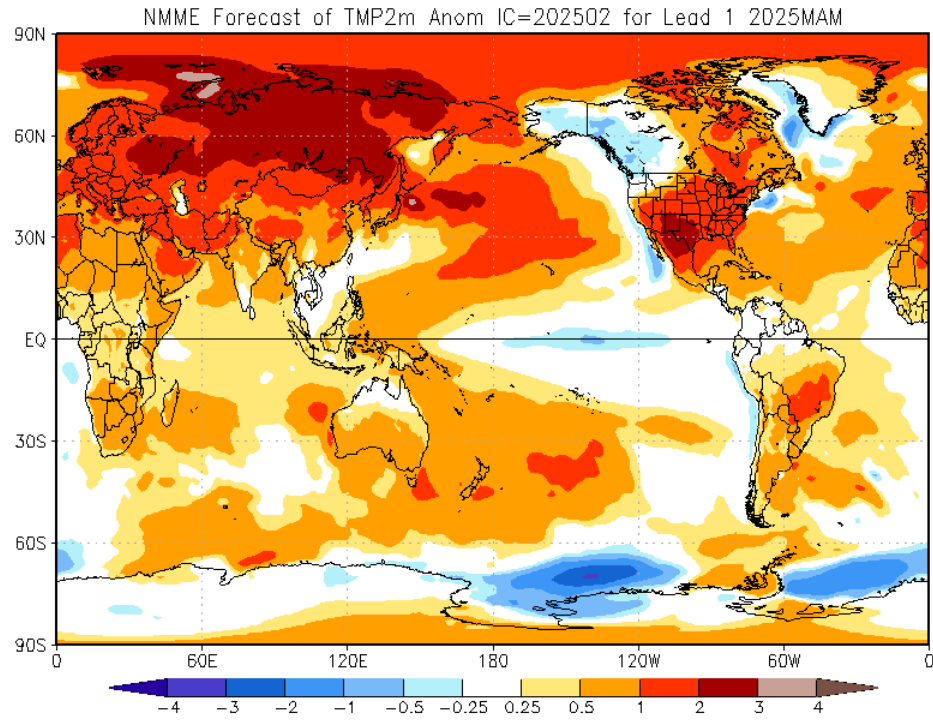 NMME Forecast of TMP2m Anom IC=202502 for Lead 1 2025MAM
90N
60N
30N
EQ
30S
60S
90S
0 60E 120E 180 120W 60W 0
-4 -3 -2 -1 -0.5 -0.25 0.25 0.5 1 2 3 4